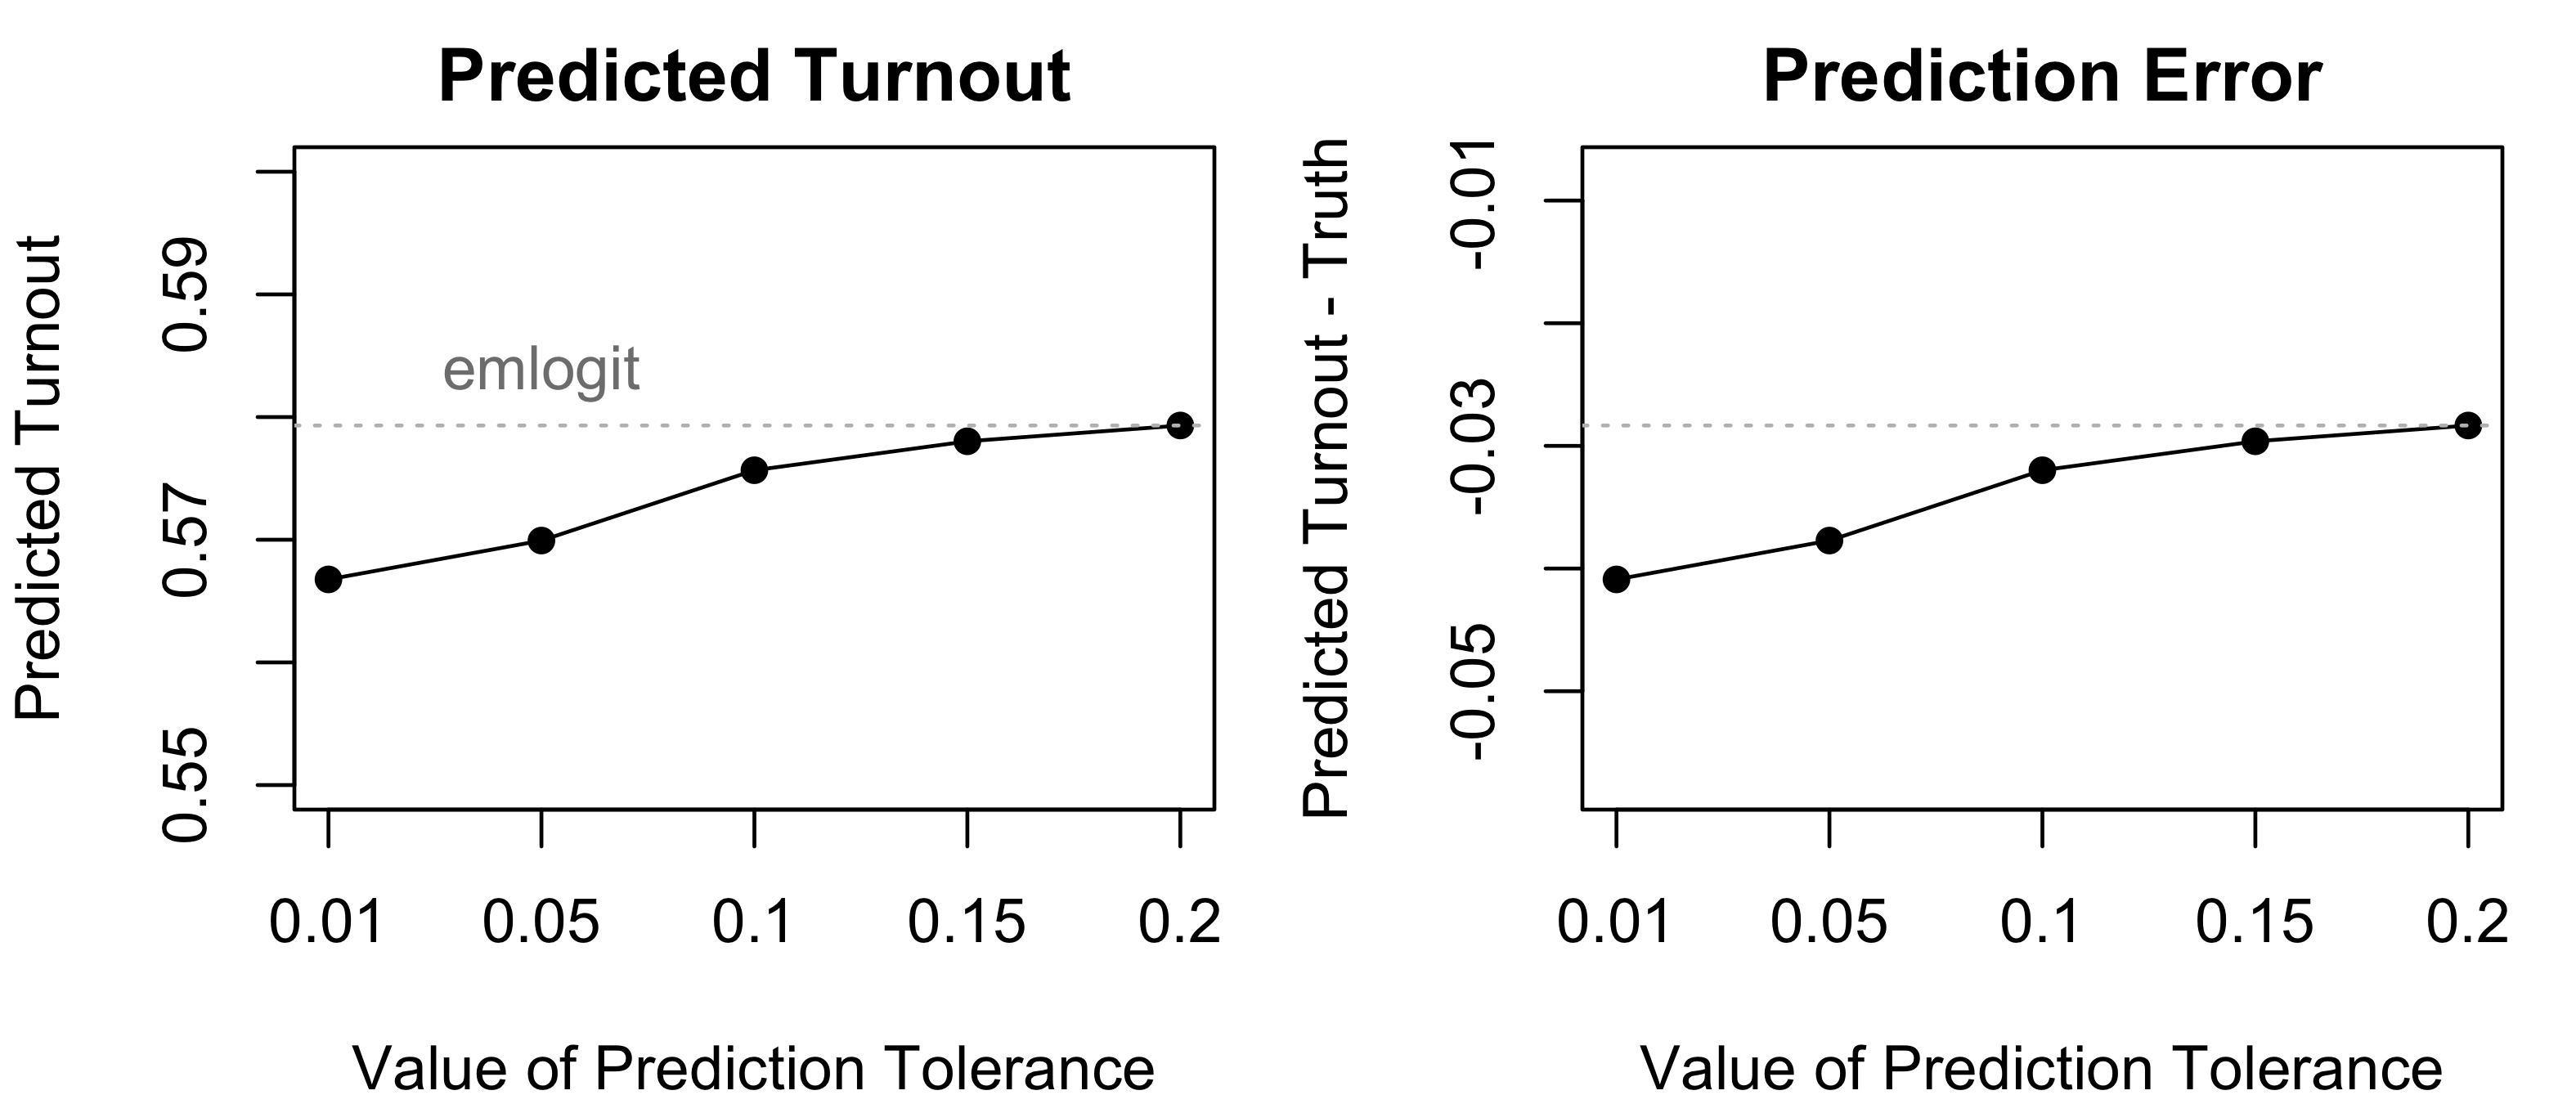 Predicted Turnout
Predicted Turnout
0.59
0.57
0.55
emlogit
0.01 0.05 0.1 0.15 0.2
Value of Prediction Tolerance
Prediction Error
Predicted Turnout - Truth
-0.01
-0.03
-0.05
0.01 0.05 0.1 0.15 0.2
Value of Prediction Tolerance